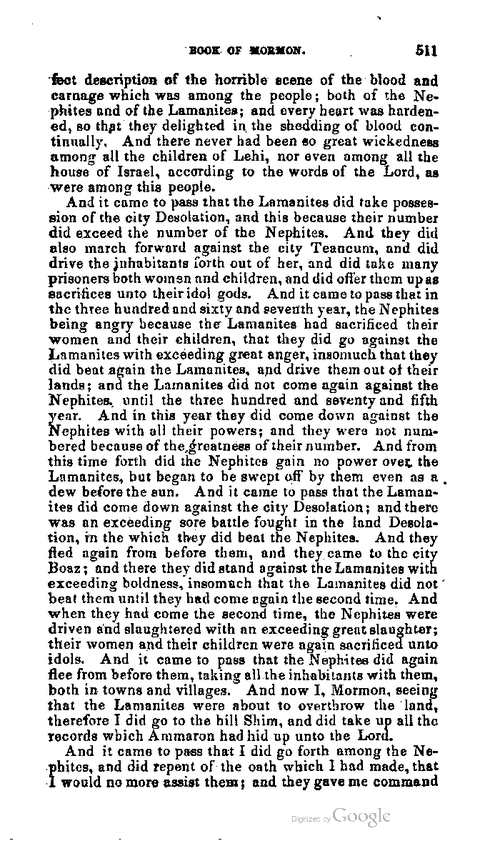 BOOK OF MORMON. 511
fect description of the horrible scene of the blood and
carnage which was among the people; both of the Ne-
phites and of the Lamanites; and every heart was harden-
ed, so that they delighted in the shedding of blood con-
tinually. And there never had been so great wickedness
among all the children of Lehi, nor even among all the
house of Israel, according to the words of the Lord, as
were among this people.
And it came to pass that the Lamanites did take posses-
sion of the city Desolation, and this because their number
did exceed the number of the Nephites. And they did
also march forward against the city Teancum, and did
drive the inhabitants forth out of her, and did take many
prisoners both women and children, and did offer them up as
sacrifices unto their idol gods. And it came to pass that in
the three hundred and sixty and seventh year, the Nephites
being angry because the Lamanites had sacrificed their
women and their children, that they did go against the
Lamanites with exceeding great anger, insomuch that they
did beat again the Lamanites, and drive them out of their
lands; and the Lamanites did not come again against the
Nephites, until the three hundred and seventy and fifth
year. And in this year they did come down against the
Nephites with all their powers; and they were not num-
bered because of the greatness of their number. And from
this time forth did the Nephites gain no power over the
Lamanites, but began to be swept off by them even as a
dew before the sun. And it came to pass that the Laman-
ites did come down against the city Desolation; and there
was an exceeding sore battle fought in the land Desola-
tion, in the which they did beat the Nephites. And they
fled again from before them, and they came to the city
Boaz; and there they did stand against the Lamanites with
exceeding boldness, insomuch that the Lamanites did not
beat them until they had come again the second time. And
when they had come the second time, the Nephites were
driven and slaughtered with an exceeding great slaughter;
their women and their children were again sacrificed unto
idols. And it came to pass that the Nephites did again
flee from before them, taking all the inhabitants with them,
both in towns and villages. And now I, Mormon, seeing
that the Lamanites were about to overthrow the land,
therefore I did go to the hill Shim, and did take up all the
records which Ammaron had hid up unto the Lord.
And it came to pass that I did go forth among the Ne-
phites, and did repent of the oath which I had made, that
I would no more assist them; and they gave me command
Digitized by Google